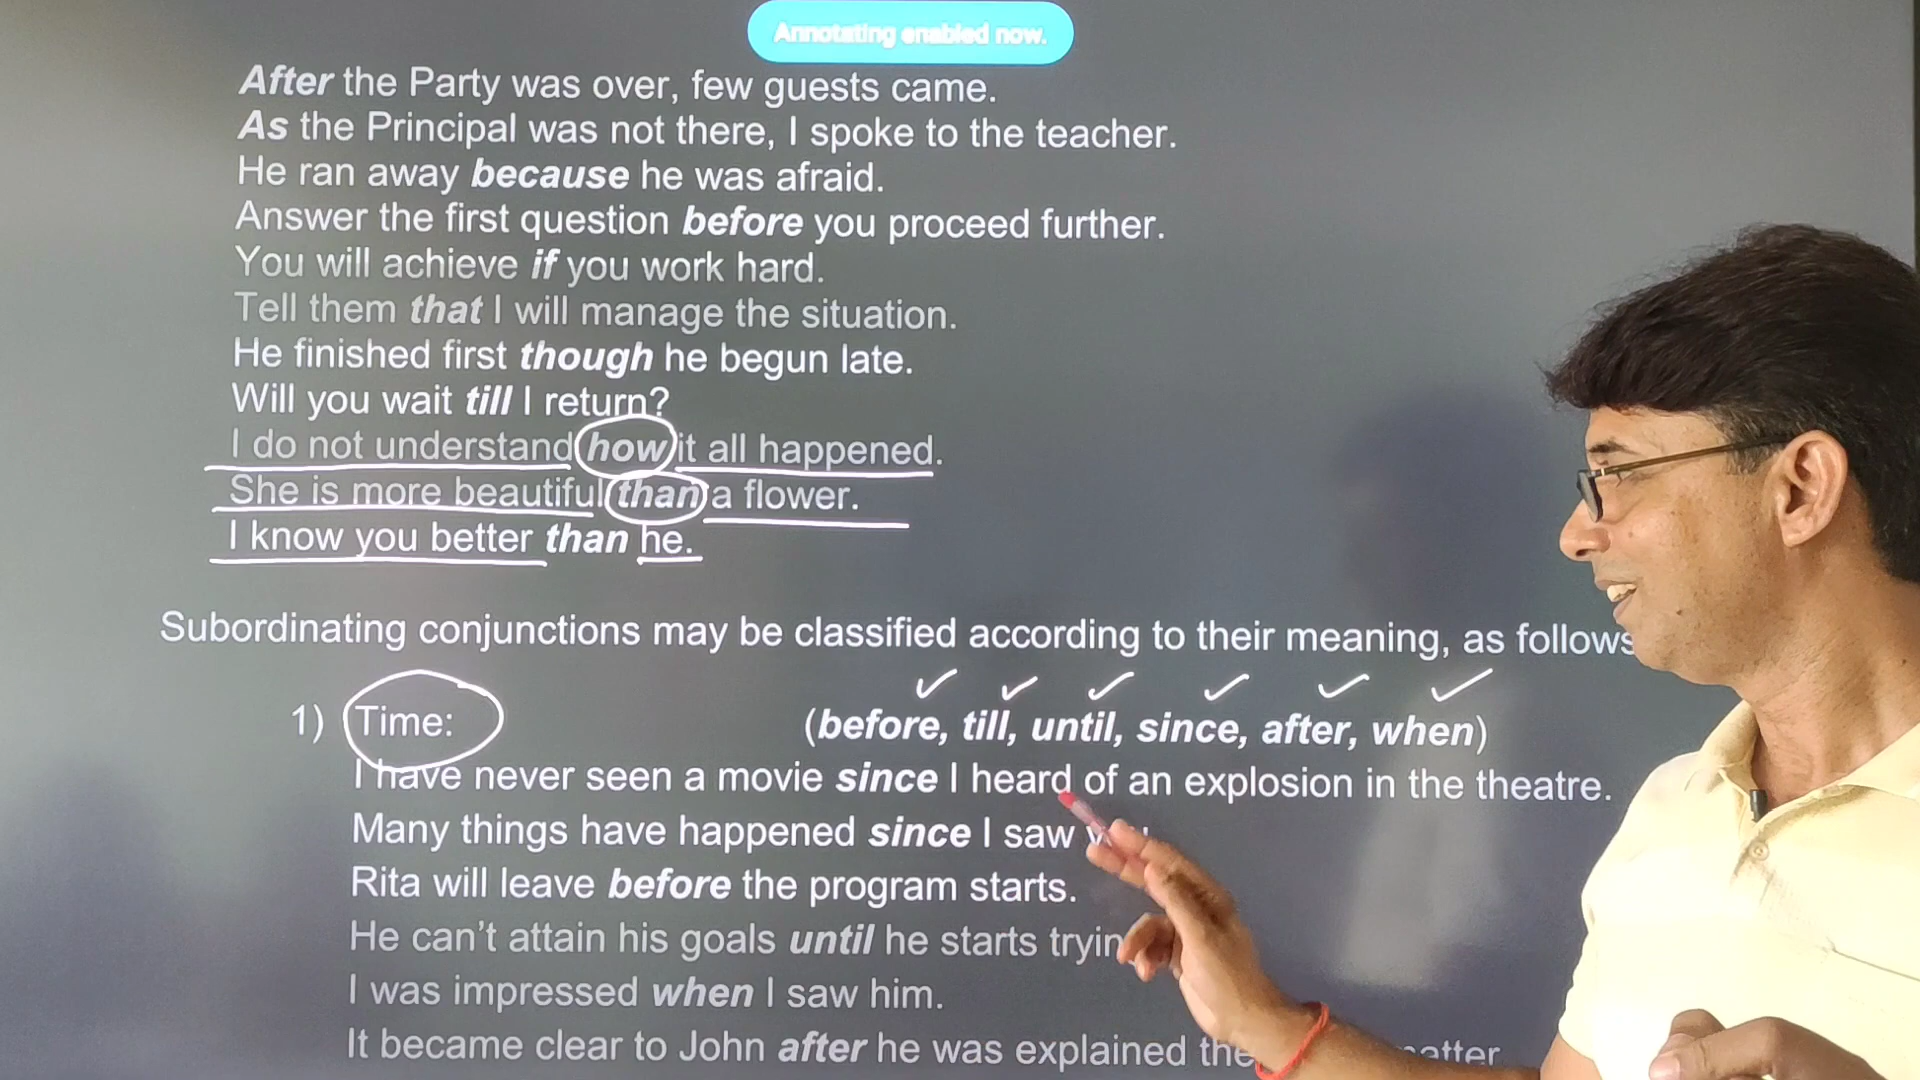 Annotating enabled now.
After the Party was over, few guests came.
As the Principal was not there, I spoke to the teacher.
He ran away because he was afraid.
Answer the first question before you proceed further.
You will achieve if you work hard.
Tell them that I will manage the situation.
He finished first though he begun late.
Will you wait till I return?
I do not understand how it all happened.
She is more beautiful than a flower.
I know you better than he.
Subordinating conjunctions may be classified according to their meaning, as follows
1) Time: (before, till, until, since, after, when)
I have never seen a movie since I heard of an explosion in the theatre.
Many things have happened since I saw
Rita will leave before the program starts.
He can't attain his goals until he starts tryin
I was impressed when I saw him.
It became clear to John after he was explained the